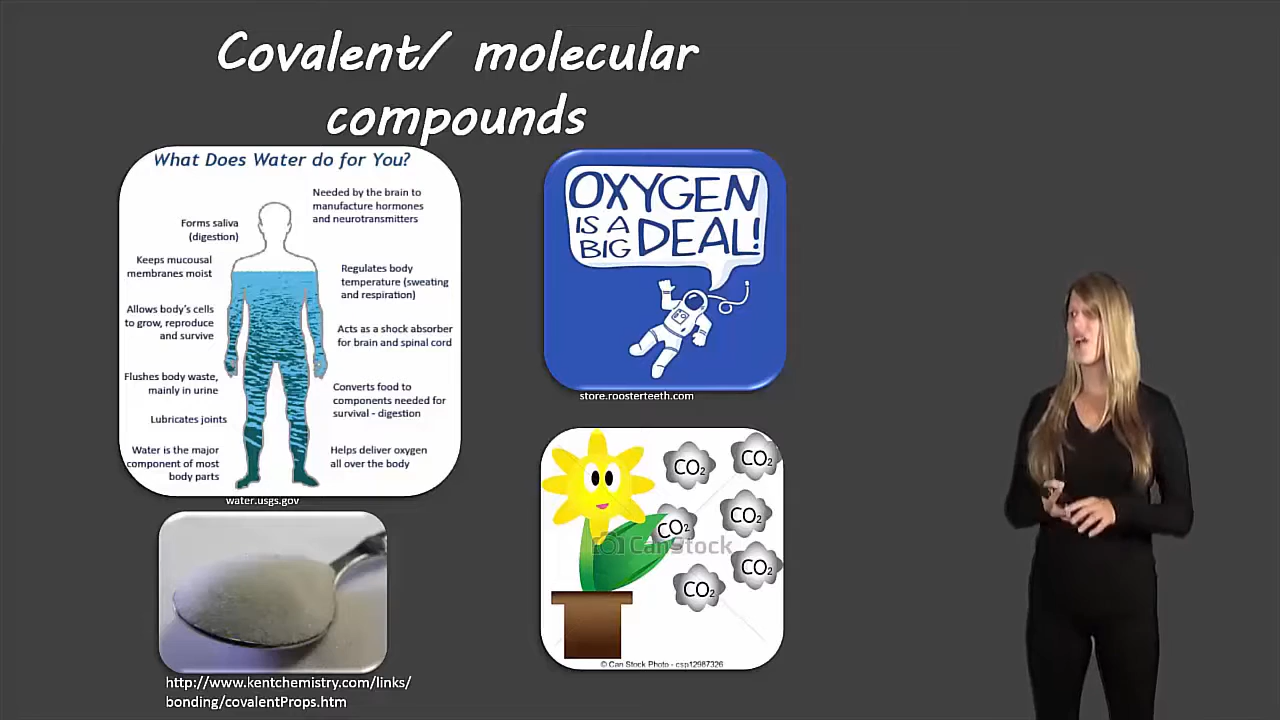 Covalent/ molecular
compounds
What Does Water do for You?
Needed by the brain to
manufacture hormones
and neurotransmitters
Forms saliva
(digestion)
Keeps mucousal
membranes moist
Regulates body
temperature (sweating
and respiration)
Allows body's cells
to grow, reproduce
and survive
Acts as a shock absorber
for brain and spinal cord
Flushes body waste,
mainly in urine
Converts food to
components needed for
survival - digestion
Lubricates joints
Water is the major
component of most
body parts
Helps deliver oxygen
all over the body
water.usgs.gov
OXYGEN
IS A
BIG DEAL!
store.roosterteeth.com
CO₂
CO₂
CO₂
CO₂
CO₂
CO₂
CanStock
© Can Stock Photo - csp12987326
http://www.kentchemistry.com/links/
bonding/covalentProps.htm